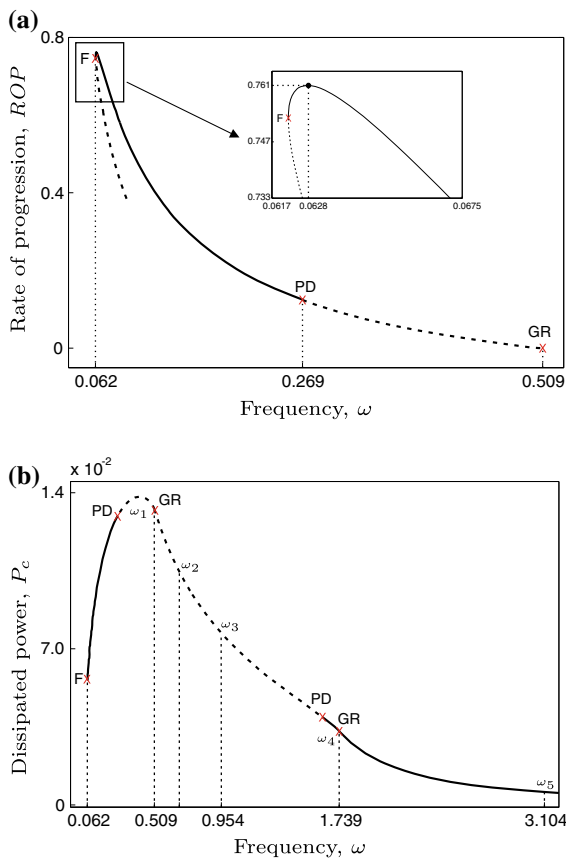 (a)
0.8
0.4
0
Rate of progression, ROP
F
0.761
0.747
0.733
F
0.0617
0.0628
0.0675
PD
GR
0.062
0.269
0.509
Frequency, ω
(b)
x 10⁻²
1.4
7.0
0
Dissipated power, P_c
PD
ω₁
GR
ω₂
ω₃
F
PD
GR
ω₄
ω₅
0.062
0.509
0.954
1.739
3.104
Frequency, ω